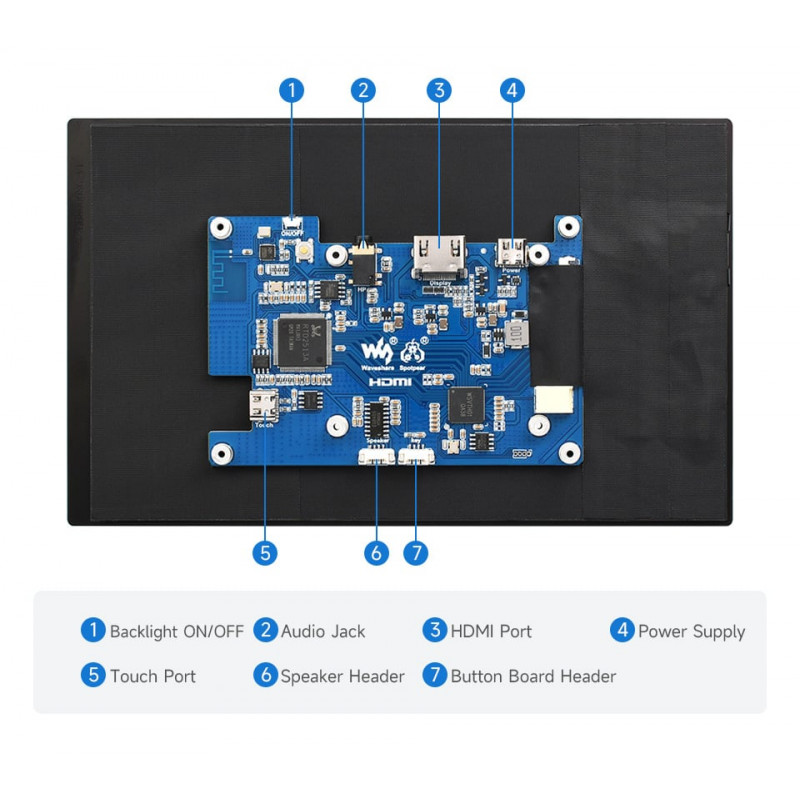 1 2 3 4
ON/OFF
HP
Display
Power
100
RTD2513A
Waveshare Spotpear
HDMI
Touch
Speaker
Key
5 6 7
1 Backlight ON/OFF 2 Audio Jack 3 HDMI Port 4 Power Supply
5 Touch Port 6 Speaker Header 7 Button Board Header